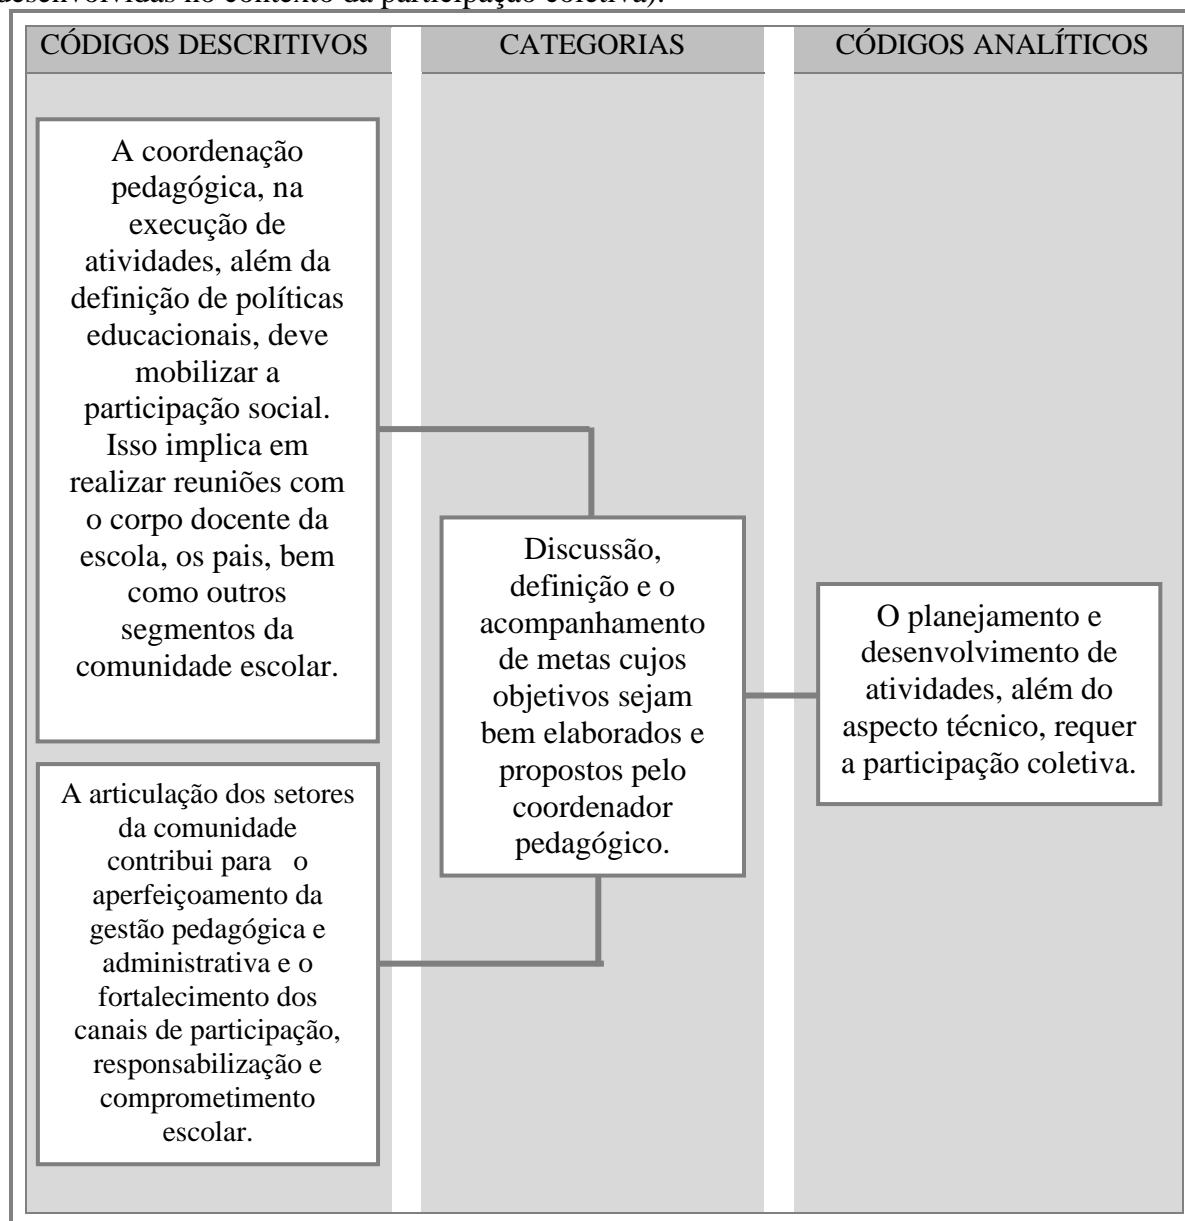 desenvolvidas no contexto da participação coletiva).
CÓDIGOS DESCRITIVOS
CATEGORIAS
CÓDIGOS ANALÍTICOS
A coordenação
pedagógica, na
execução de
atividades, além da
definição de políticas
educacionais, deve
mobilizar a
participação social.
Isso implica em
realizar reuniões com
o corpo docente da
escola, os pais, bem
como outros
segmentos da
comunidade escolar.
A articulação dos setores
da comunidade
contribui para o
aperfeiçoamento da
gestão pedagógica e
administrativa e o
fortalecimento dos
canais de participação,
responsabilização e
comprometimento
escolar.
Discussão,
definição e o
acompanhamento
de metas cujos
objetivos sejam
bem elaborados e
propostos pelo
coordenador
pedagógico.
O planejamento e
desenvolvimento de
atividades, além do
aspecto técnico, requer
a participação coletiva.